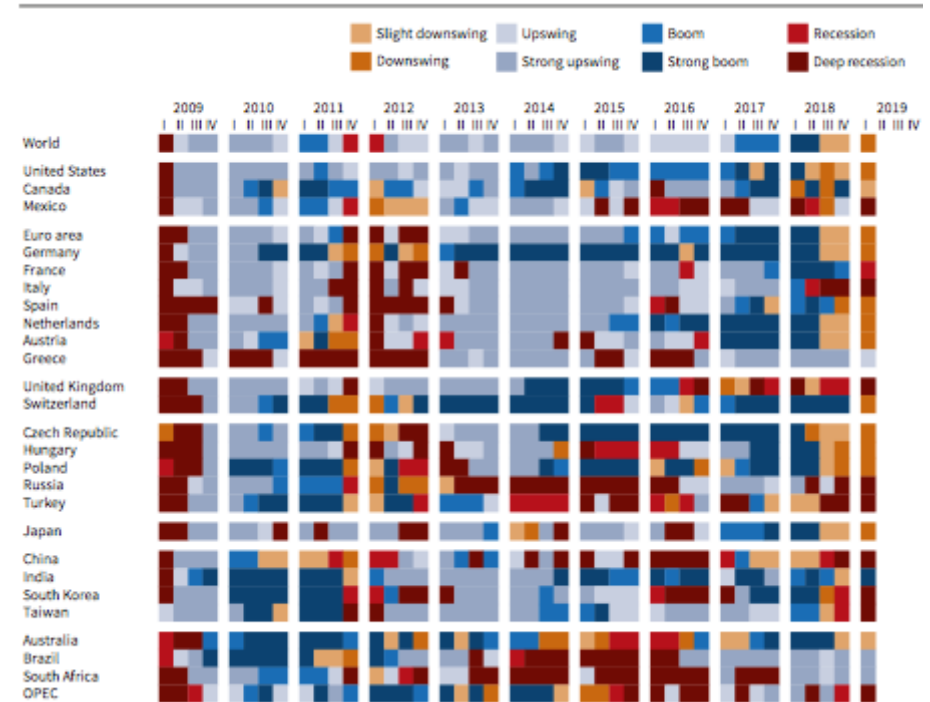 Slight downswing Upswing Boom Recession
Downswing Strong upswing Strong boom Deep recession
2009 2010 2011 2012 2013 2014 2015 2016 2017 2018 2019
I II III IV I II III IV I II III IV I II III IV I II III IV I II III IV I II III IV I II III IV I II III IV I II III IV I II III IV
World
United States
Canada
Mexico
Euro area
Germany
France
Italy
Spain
Netherlands
Austria
Greece
United Kingdom
Switzerland
Czech Republic
Hungary
Poland
Russia
Turkey
Japan
China
India
South Korea
Taiwan
Australia
Brazil
South Africa
OPEC